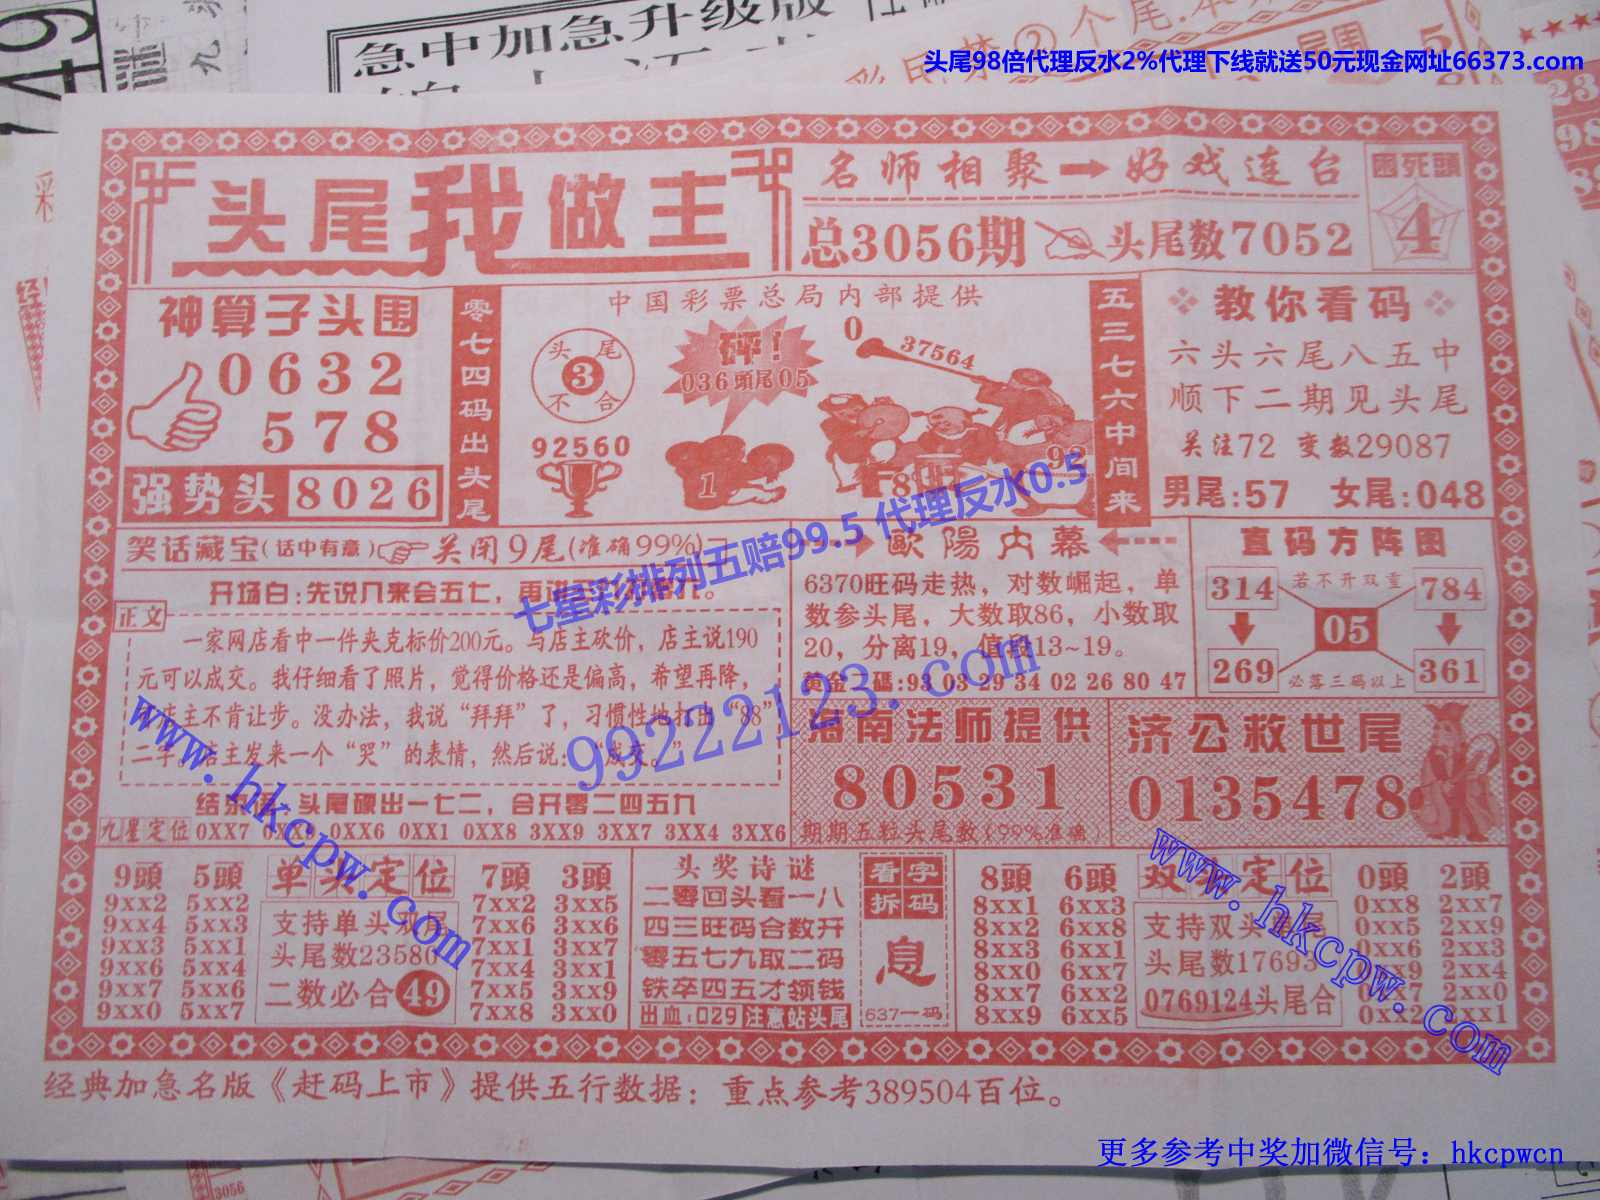 急中加急升级版
头尾98倍代理反水2%代理下线就送50元现金网址66373.com
头尾我做主
名师相聚➡好戏连台
总3056期 头尾数7052
困死頭
4
神算子头围
0632
578
强势头 8026
零七四码出头尾
中国彩票总局内部提供
头尾
3
不合
92560
砰!
036頭尾05
1
0
37564
92
8
五三七六中间来
教你看码
六头六尾八五中
顺下二期见头尾
关注72 变数29087
男尾:57 女尾:048
笑话藏宝(话中有意) 关闭9尾(准确99%)
开场白:先说八来会五七，再
正文
一家网店看中一件夹克标价200元。与店主砍价，店主说190
元可以成交。我仔细看了照片，觉得价格还是偏高，希望再降，
店主不肯让步。没办法，我说“拜拜”了，习惯性地打出“88”
二字。店主发来一个“哭”的表情，然后说：“成交。”
头尾硬出一七二，合开零二四五九
九星定位 0XX7 0XX6 0XX1 0XX8 3XX9 3XX7 3XX4 3XX6
歐陽内幕
6370旺码走热，对数崛起，单
数参头尾，大数取86，小数取
20，分离19，值段13~19。
黄金二碼:93 03 29 34 02 26 80 47
直码方阵图
314 若不开双重 784
05
269 必落三码以上 361
南法师提供
80531
期期五粒头尾数(99%准确)
济公救世尾
0135478
9頭 5頭 单头定位 7頭 3頭
9xx2 5xx2 7xx2 3xx5
9xx4 5xx3 支持单头双尾 7xx6 3xx6
9xx3 5xx1 头尾数23580 7xx1 3xx7
9xx6 5xx4 7xx4 3xx1
9xx7 5xx6 二数必合49 7xx5 3xx9
9xx0 5xx7 7xx8 3xx0
头奖诗谜
二零回头看一八
四三旺码合数开
零五七九取二码
铁卒四五才领钱
出血:029 注意站头尾
看字拆码
息
637一码
8頭 6頭 双头定位 0頭 2頭
8xx1 6xx3 0xx8 2xx7
8xx2 6xx8 支持双头单尾 0xx5 2xx9
8xx3 6xx1 头尾数17693 0xx6 2xx3
8xx0 6xx7 2xx4
8xx7 6xx2 0769124头尾合 2xx0
8xx9 6xx5 0xx2 2xx1
经典加急名版《赶码上市》提供五行数据：重点参考389504百位。
七星彩排列五赔99.5 代理反水0.5
99222123.com
www.hkcpw.com
www.hkcpw.com
更多参考中奖加微信号：hkcpwcn
3056